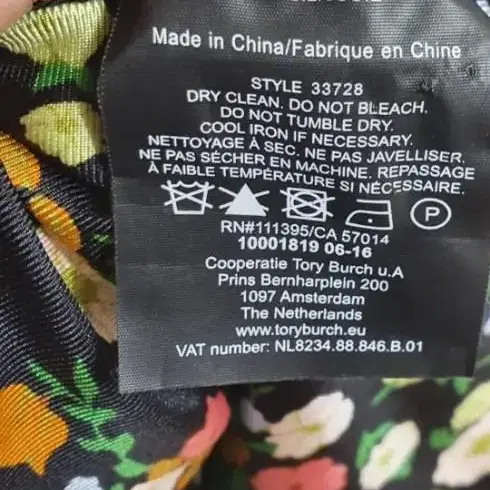 Made in China/Fabrique en Chine
STYLE 33728
DRY CLEAN. DO NOT BLEACH.
DO NOT TUMBLE DRY.
COOL IRON IF NECESSARY.
NETTOYAGE À SEC. NE PAS JAVELLISER.
NE PAS SÉCHER EN MACHINE. REPASSAGE
À FAIBLE TEMPÉRATURE SI NÉCESSAIRE.
P
RN#111395/CA 57014
10001819 06-16
Cooperatie Tory Burch u.A
Prins Bernharplein 200
1097 Amsterdam
The Netherlands
www.toryburch.eu
VAT number: NL8234.88.846.B.01